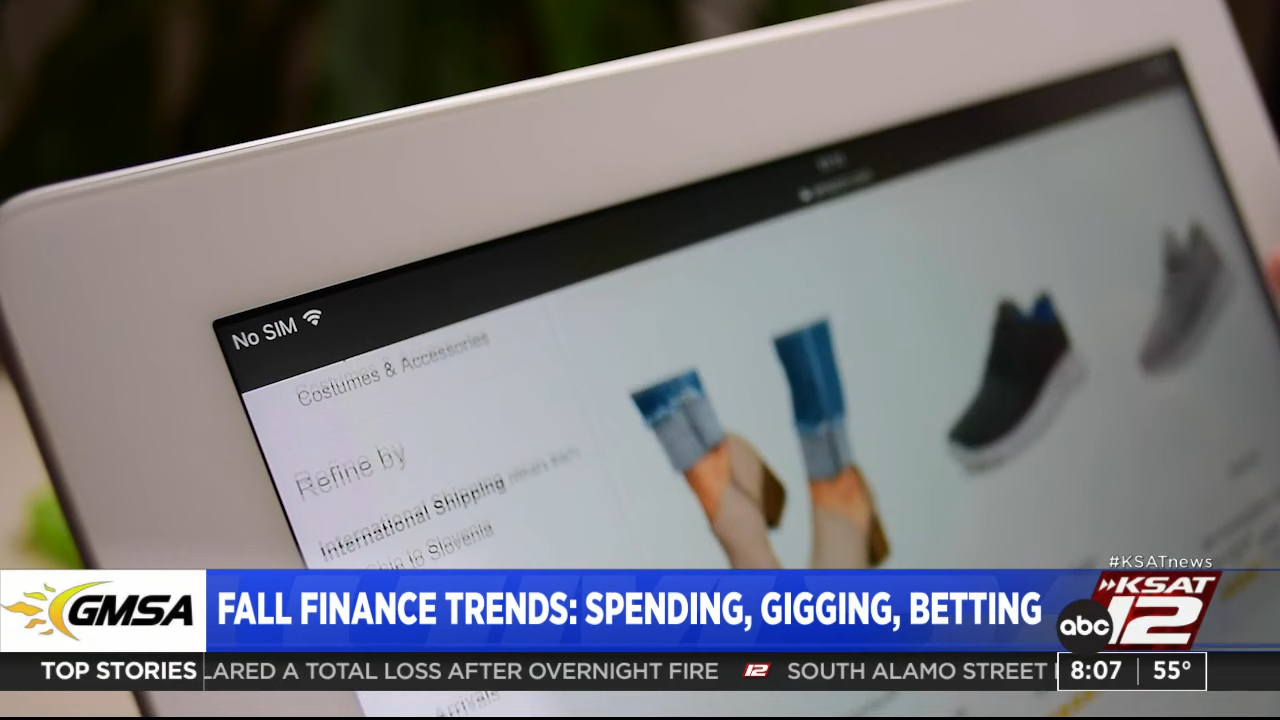 No SIM
Costumes & Accessories
Refine by
International Shipping
Ship to Slovenia
Arrivals
#KSATnews
GMSA
FALL FINANCE TRENDS: SPENDING, GIGGING, BETTING
abc
KSAT
12
TOP STORIES
LARED A TOTAL LOSS AFTER OVERNIGHT FIRE 12 SOUTH ALAMO STREET
8:07
55°